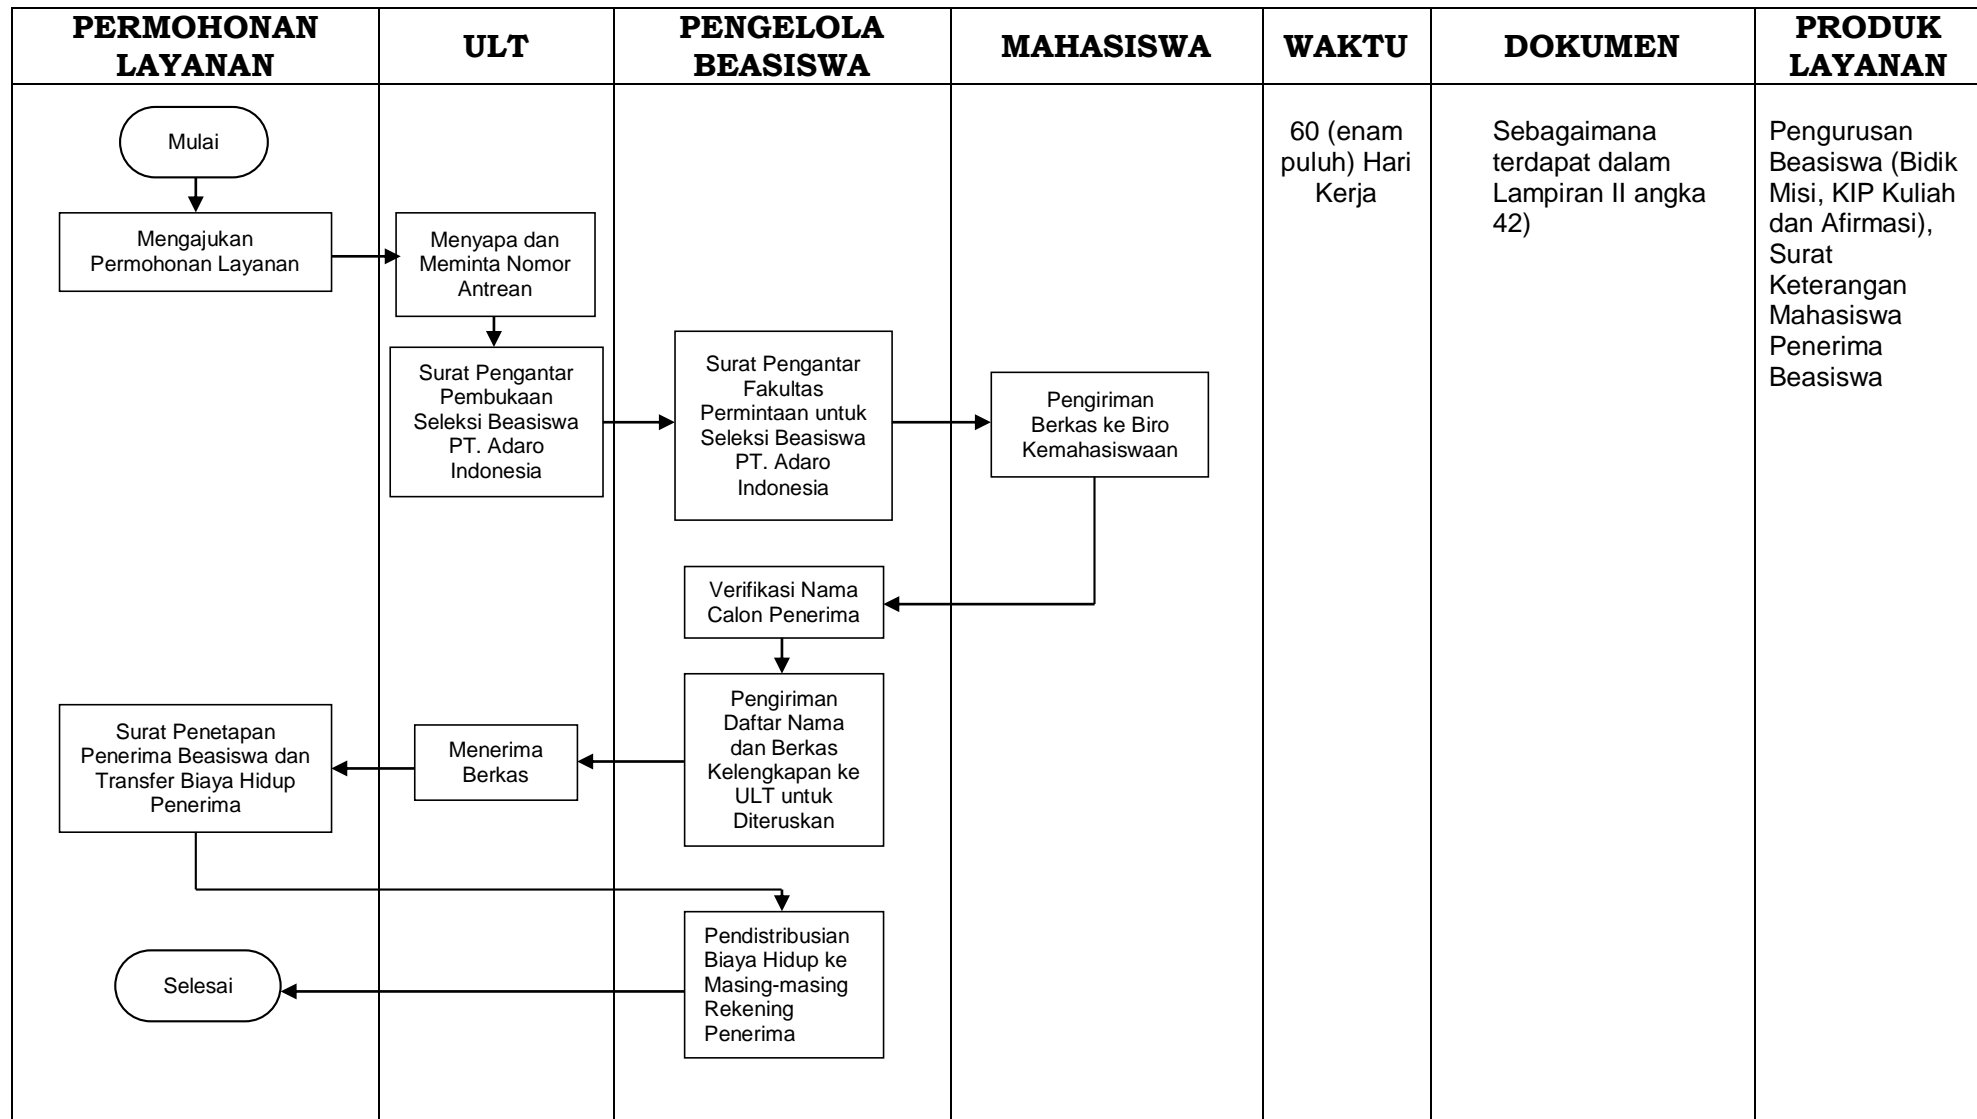 PERMOHONAN
LAYANAN
ULT
PENGELOLA
BEASISWA
MAHASISWA
WAKTU
DOKUMEN
PRODUK
LAYANAN
Mulai
Mengajukan
Permohonan Layanan
Menyapa dan
Meminta Nomor
Antrean
Surat Pengantar
Pembukaan
Seleksi Beasiswa
PT. Adaro
Indonesia
Surat Pengantar
Fakultas
Permintaan untuk
Seleksi Beasiswa
PT. Adaro
Indonesia
Pengiriman
Berkas ke Biro
Kemahasiswaan
Verifikasi Nama
Calon Penerima
Pengiriman
Daftar Nama
dan Berkas
Kelengkapan ke
ULT untuk
Diteruskan
Menerima
Berkas
Surat Penetapan
Penerima Beasiswa dan
Transfer Biaya Hidup
Penerima
Pendistribusian
Biaya Hidup ke
Masing-masing
Rekening
Penerima
Selesai
60 (enam
puluh) Hari
Kerja
Sebagaimana
terdapat dalam
Lampiran II angka
42)
Pengurusan
Beasiswa (Bidik
Misi, KIP Kuliah
dan Afirmasi),
Surat
Keterangan
Mahasiswa
Penerima
Beasiswa